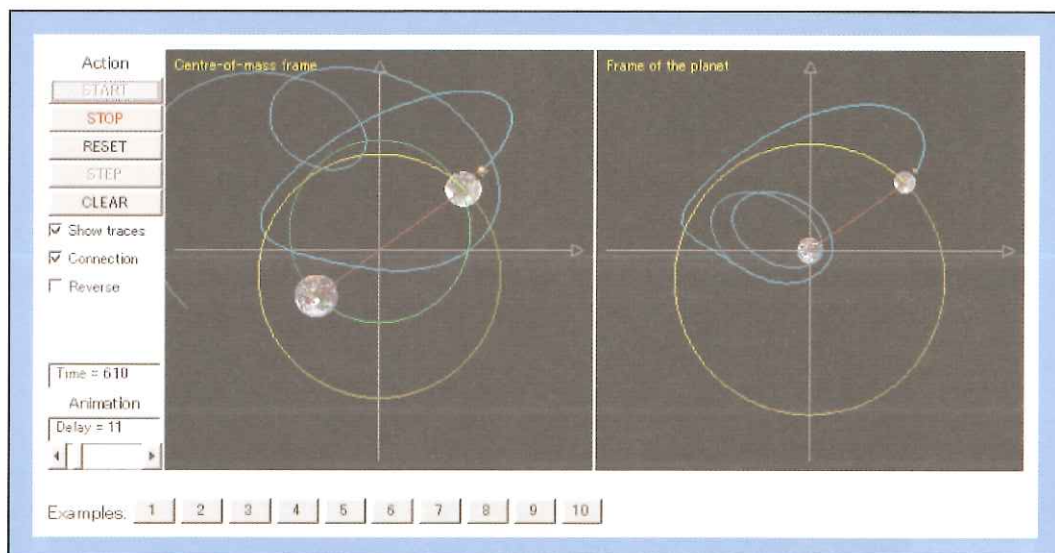 Action
START
STOP
RESET
STEP
CLEAR
Show traces
Connection
Reverse
Time = 610
Animation
Delay = 11
Centre-of-mass frame
Frame of the planet
Examples. 1 2 3 4 5 6 7 8 9 10